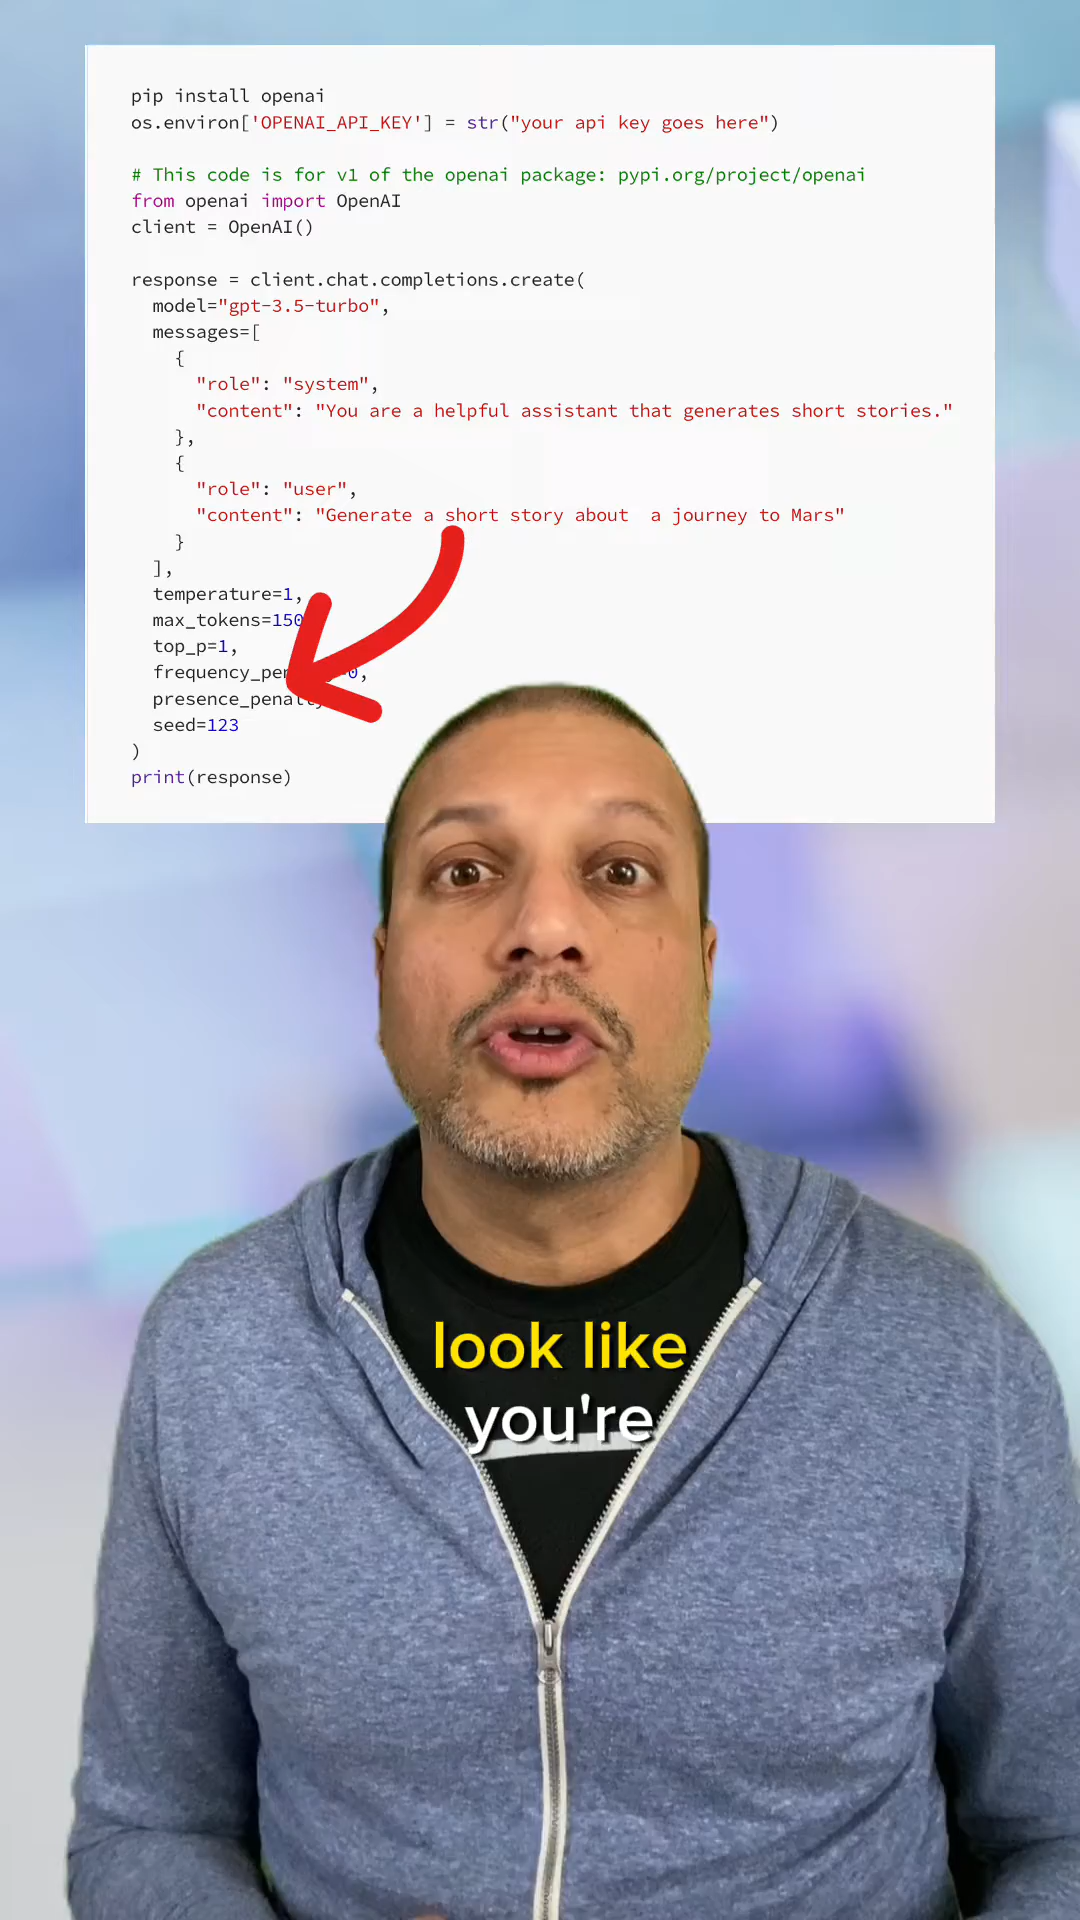 pip install openai
os.environ['OPENAI_API_KEY'] = str("your api key goes here")
# This code is for v1 of the openai package: pypi.org/project/openai
from openai import OpenAI
client = OpenAI()
response = client.chat.completions.create(
model="gpt-3.5-turbo",
messages=[
{
"role": "system",
"content": "You are a helpful assistant that generates short stories."
},
{
"role": "user",
"content": "Generate a short story about  a journey to Mars"
}
],
temperature=1,
max_tokens=150
top_p=1,
=0,
seed=123
)
print(response)
look like
you're